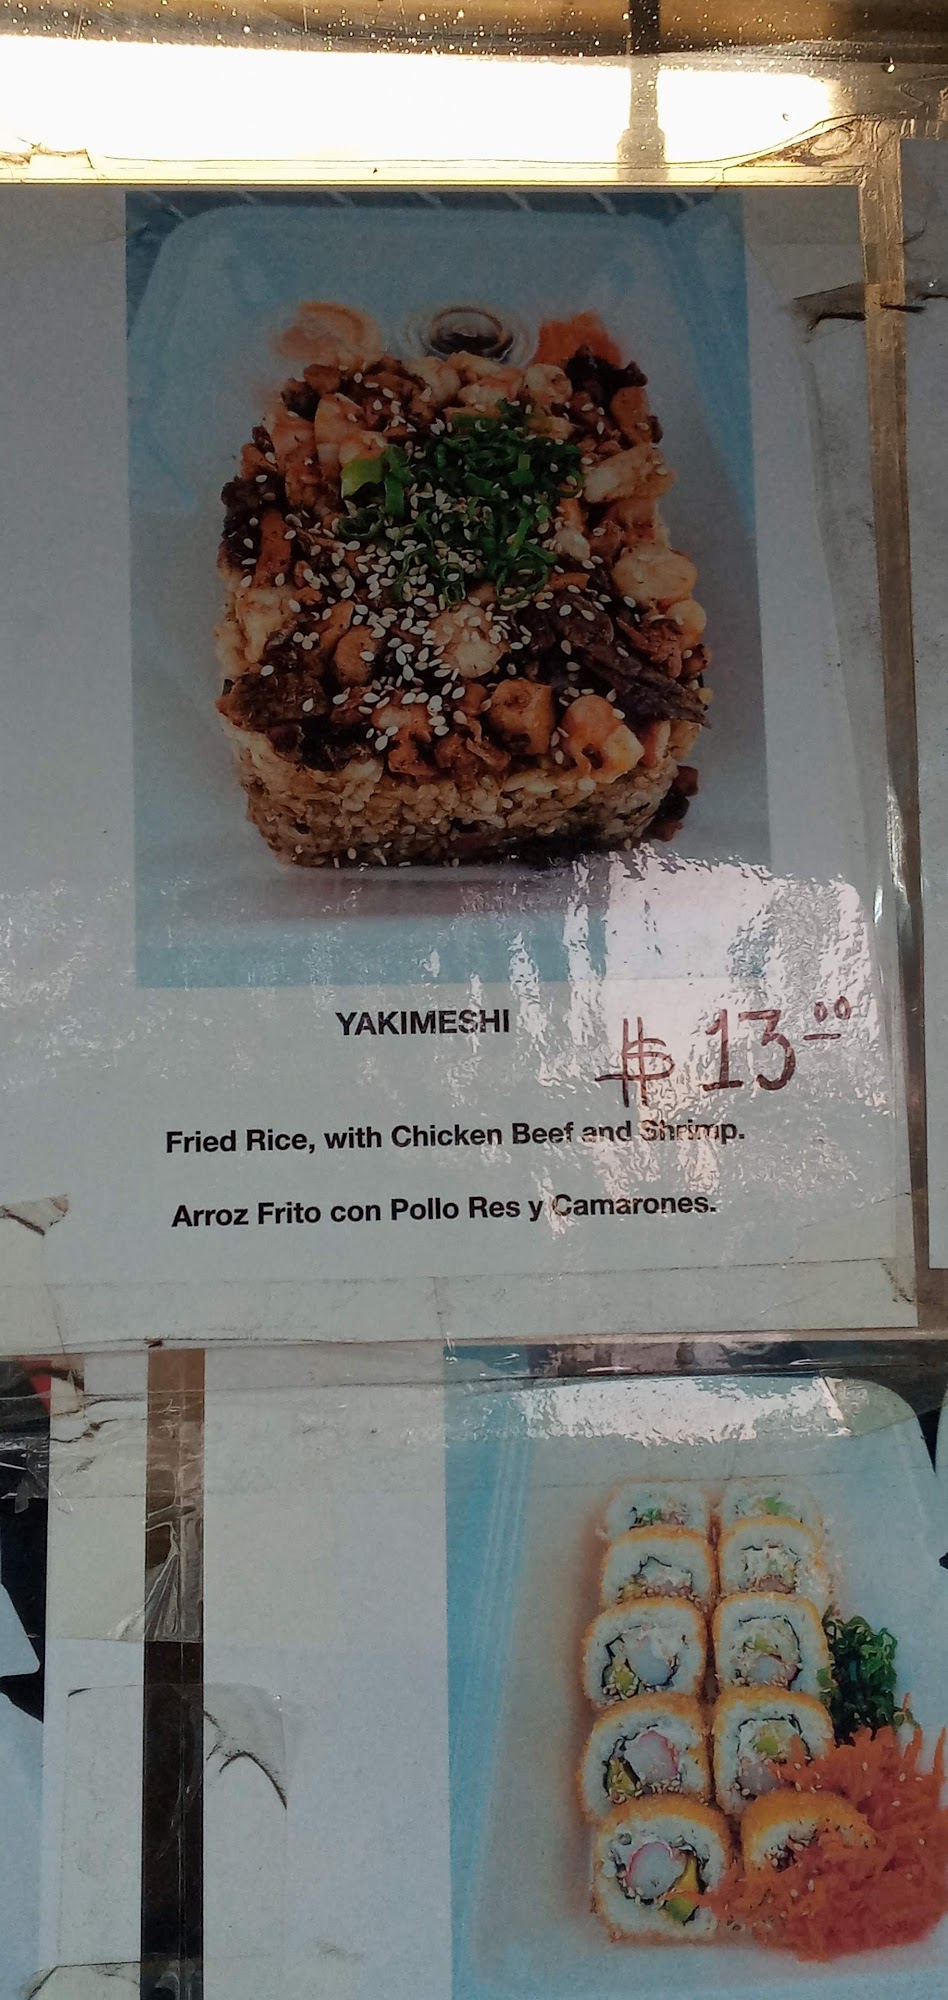 YAKIMESHI
$13.00
Fried Rice, with Chicken Beef and Shrimp.
Arroz Frito con Pollo Res y Camarones.